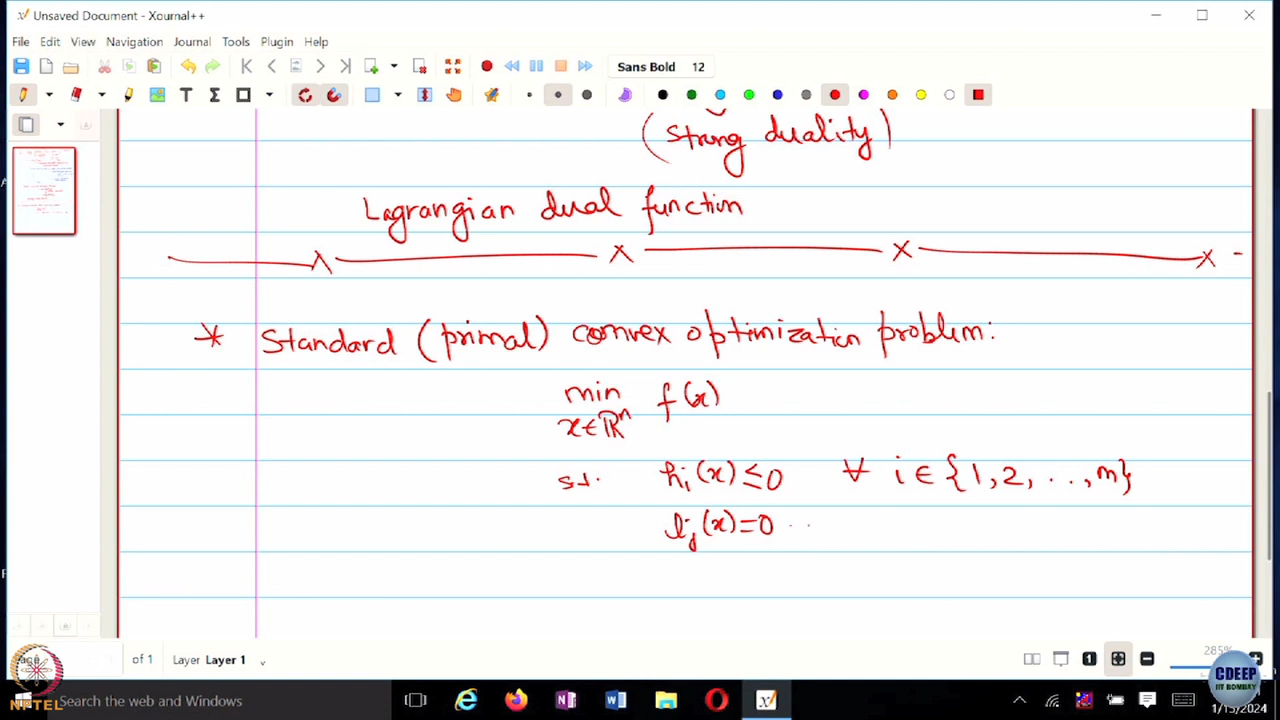 Unsaved Document - Xournal++
File Edit View Navigation Journal Tools Plugin Help
Sans Bold 12
(strong duality)
Lagrangian dual function
* Standard (primal) convex optimization problem:
min f(x)
x∈ℝⁿ
s.t. hᵢ(x)≤0 ∀ i∈{1,2,...,m}
lⱼ(x)=0
of 1 Layer Layer 1 285%
NPTEL
Search the web and Windows
CDEEP
IIT BOMBAY
1/15/2024